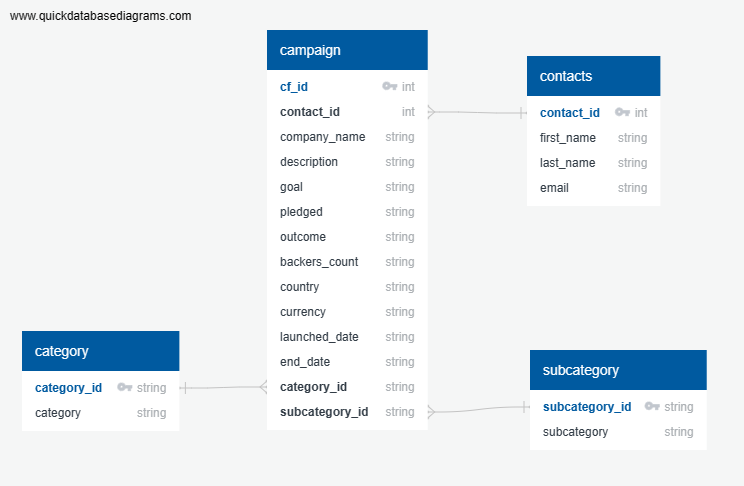 www.quickdatabasediagrams.com
campaign
cf_id int
contact_id int
company_name string
description string
goal string
pledged string
outcome string
backers_count string
country string
currency string
launched_date string
end_date string
category_id string
subcategory_id string
contacts
contact_id int
first_name string
last_name string
email string
category
category_id string
category string
subcategory
subcategory_id string
subcategory string